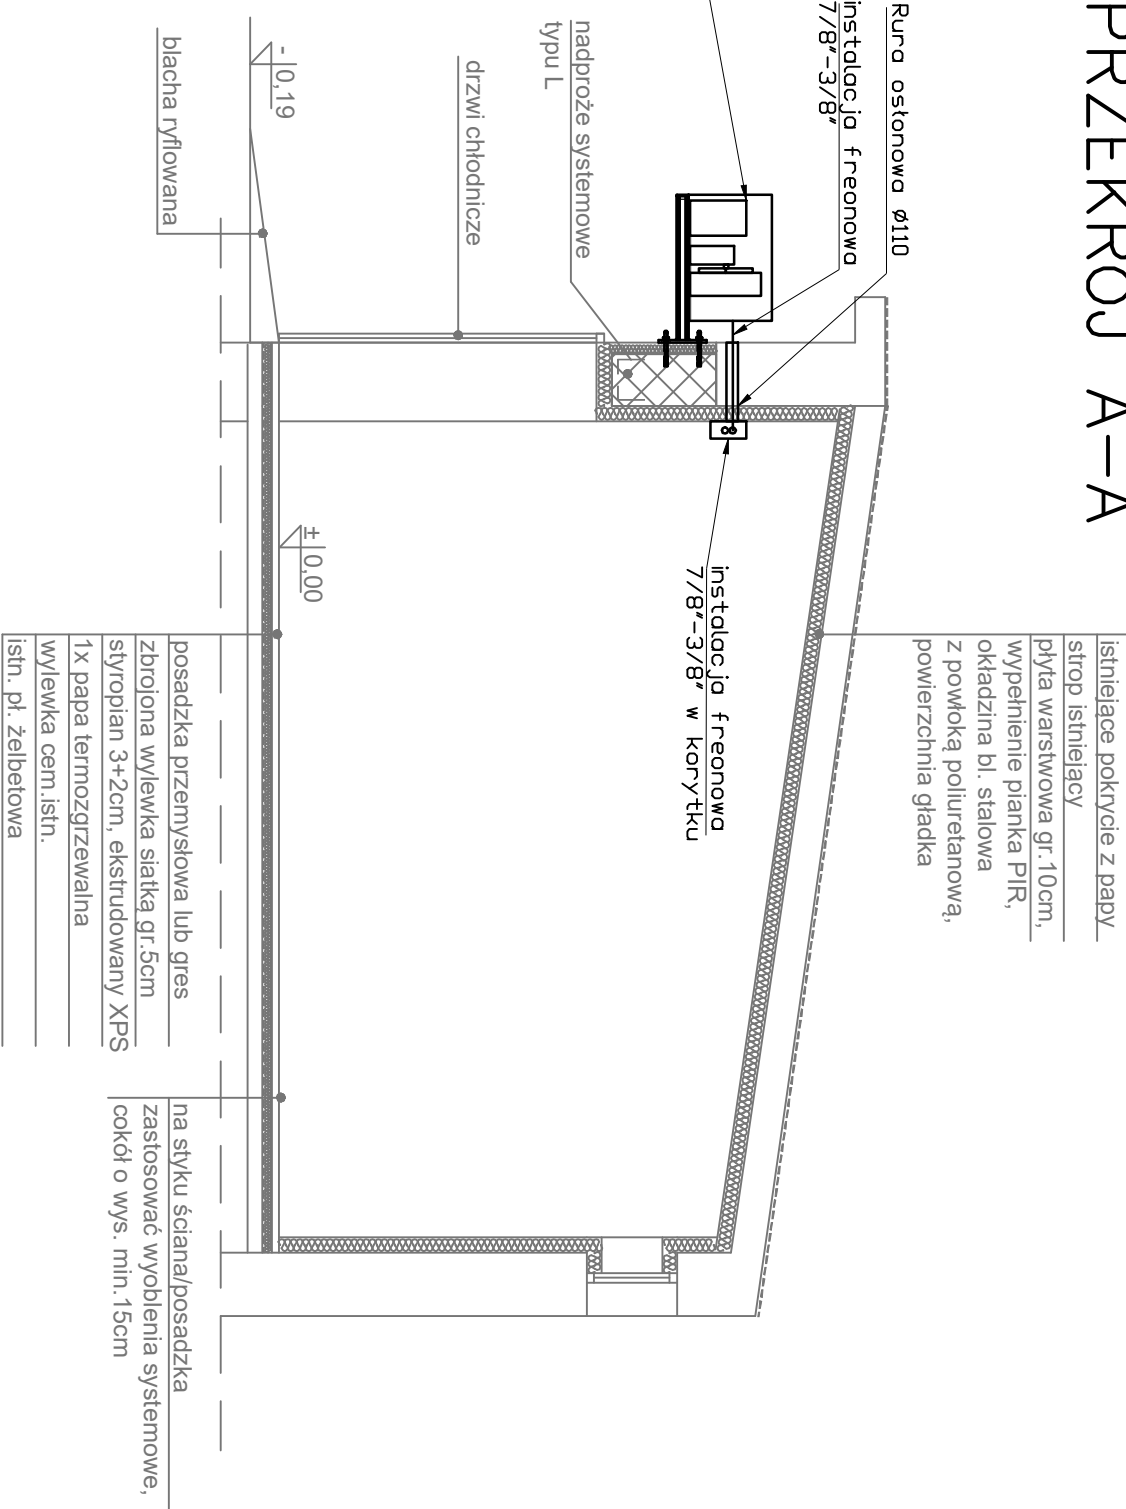 PRZEKRÓJ A-A
Rura osłonowa ø110
instalacja freonowa
7/8"-3/8"
nadproże systemowe
typu L
drzwi chłodnicze
- 0,19
blacha ryflowana
istniejące pokrycie z papy
strop istniejący
płyta warstwowa gr.10cm,
wypełnienie pianka PIR,
okładzina bl. stalowa
z powłoką poliuretanową,
powierzchnia gładka
instalacja freonowa
7/8"-3/8" w korytku
± 0,00
posadzka przemysłowa lub gres
zbrojona wylewka siatką gr.5cm
styropian 3+2cm, ekstrudowany XPS
1x papa termozgrzewalna
wylewka cem.istn.
istn. pł. żelbetowa
na styku ściana/posadzka
zastosować wyoblenia systemowe,
cokół o wys. min.15cm